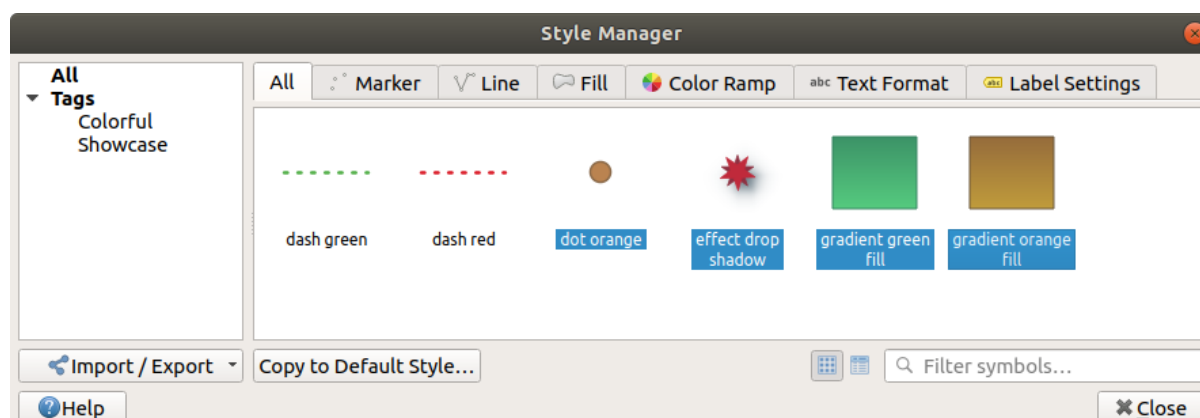 Style Manager
All
Tags
Colorful
Showcase
All
Marker
Line
Fill
Color Ramp
abc Text Format
abc Label Settings
dash green
dash red
dot orange
effect drop
shadow
gradient green
fill
gradient orange
fill
Import / Export
Copy to Default Style...
Filter symbols...
Help
Close